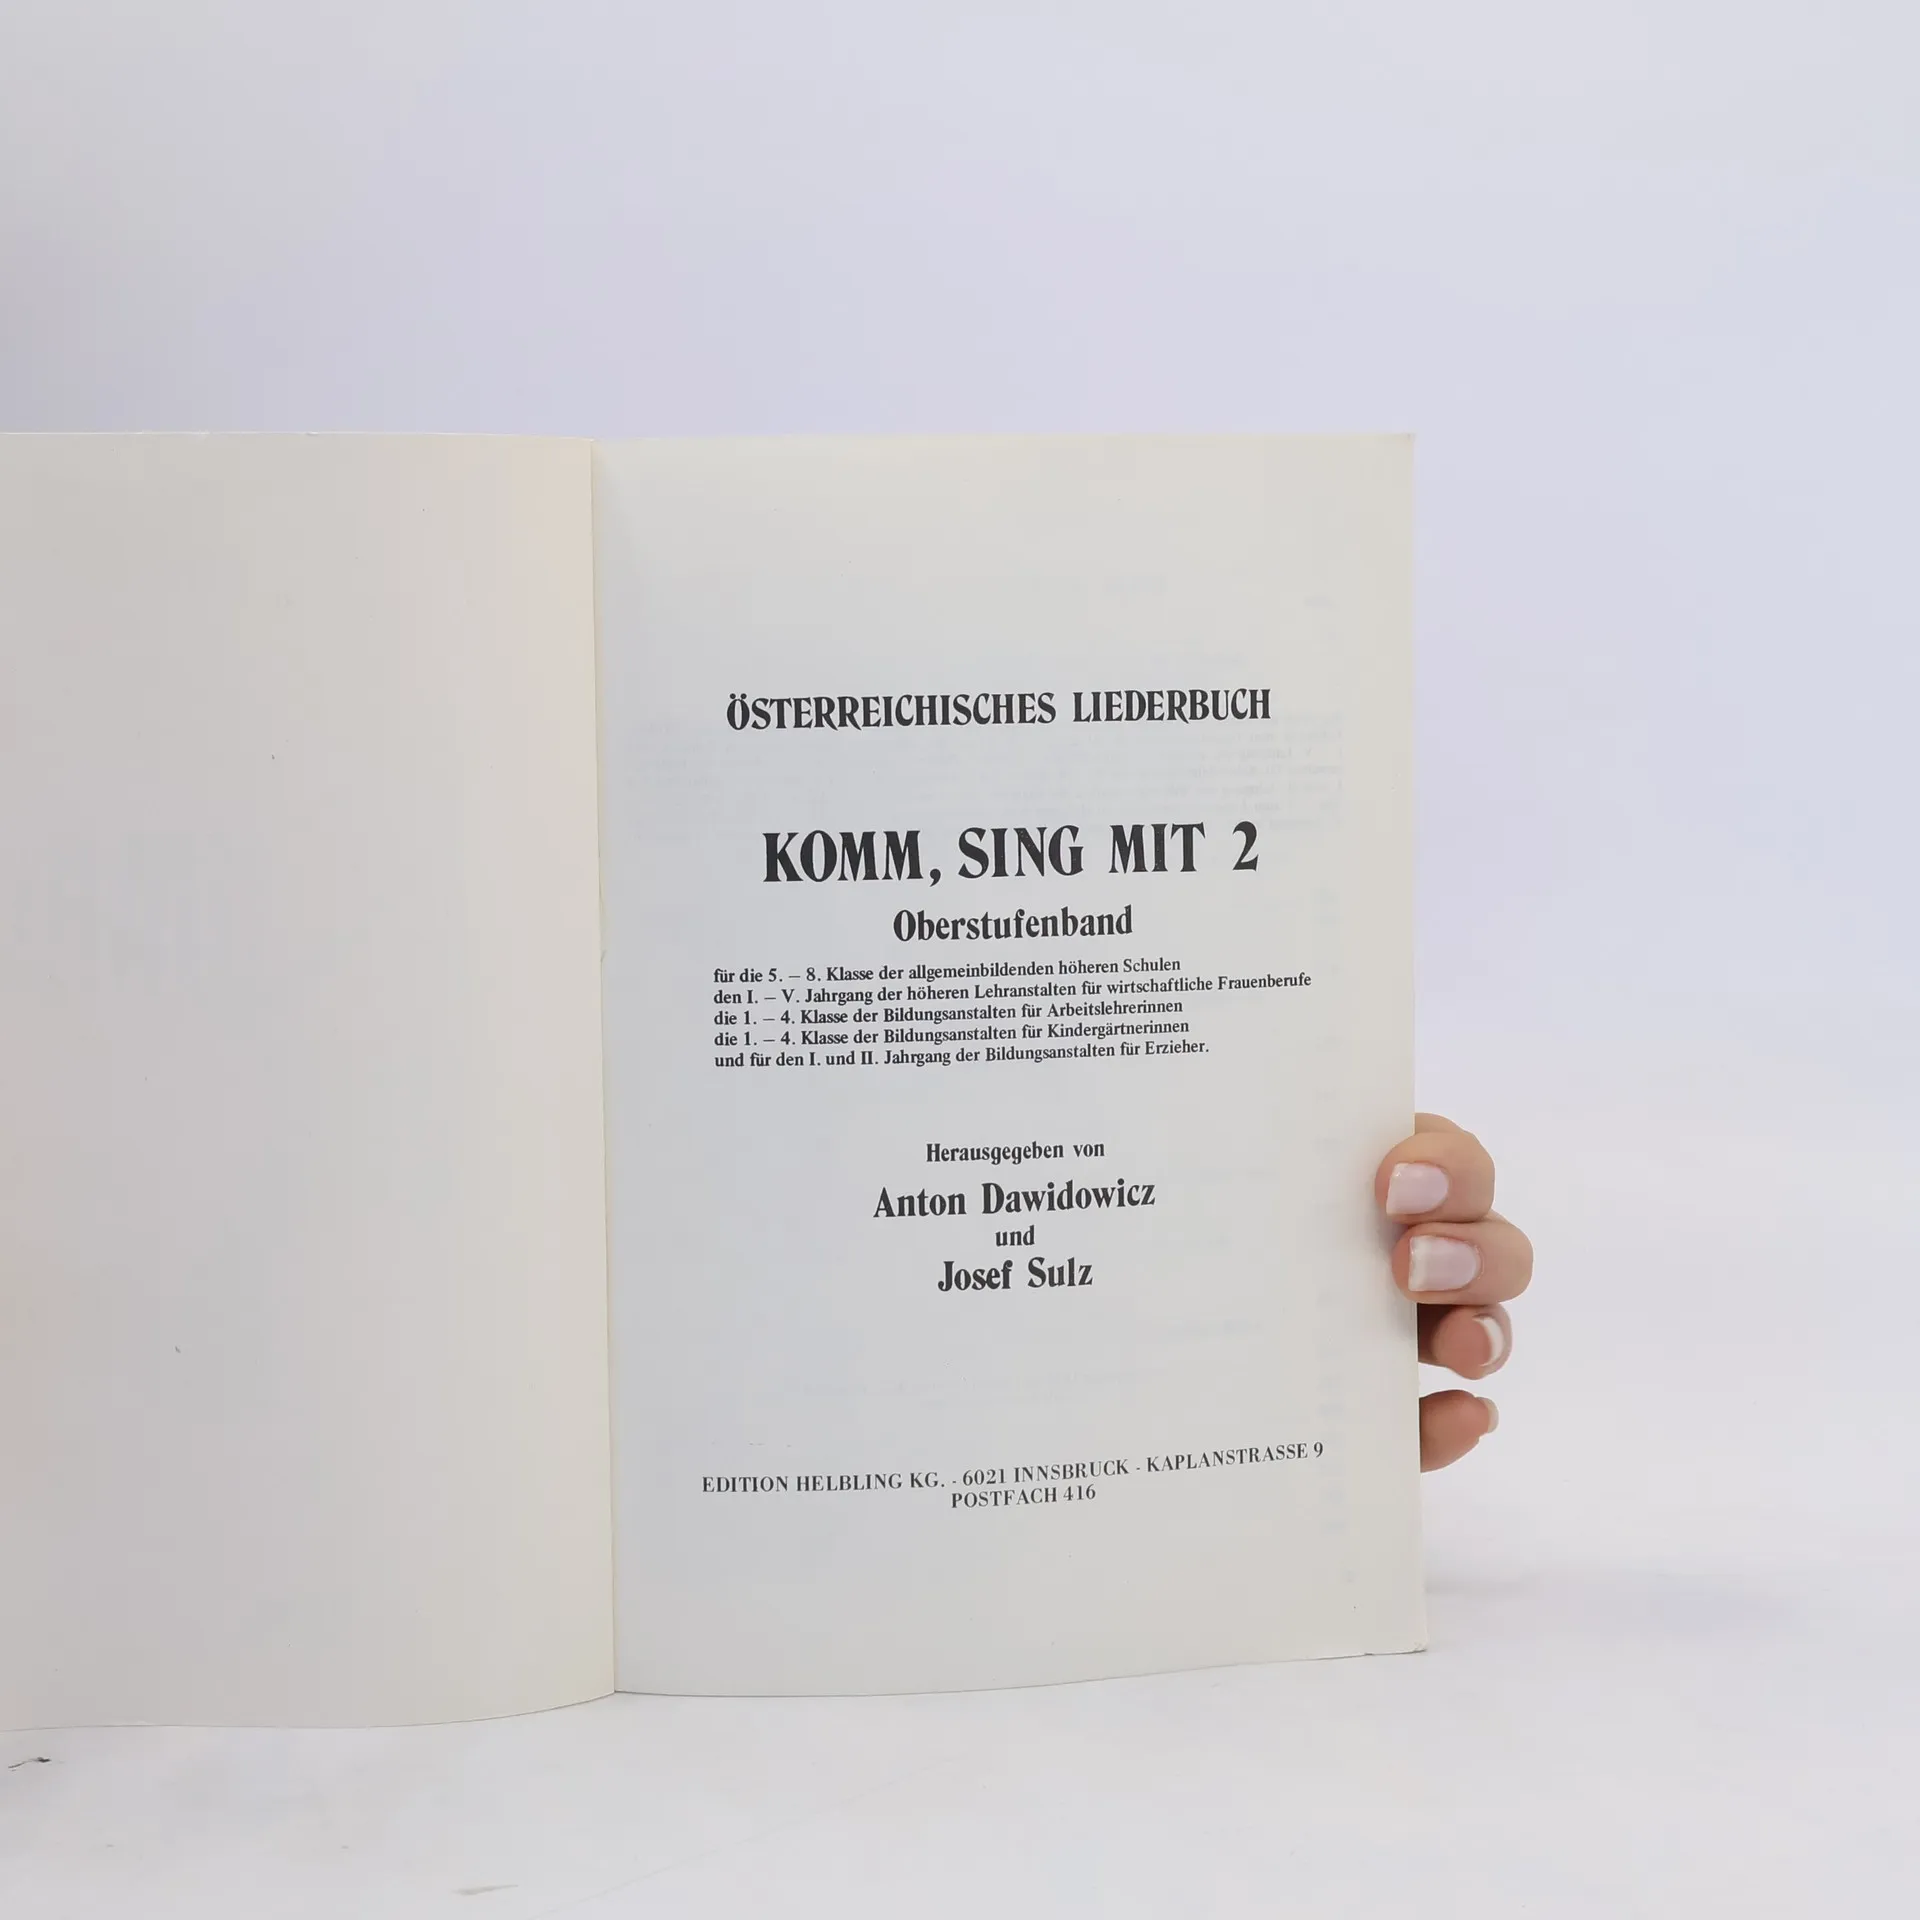 ÖSTERREICHISCHES LIEDERBUCH
KOMM, SING MIT 2
Oberstufenband
für die 5. – 8. Klasse der allgemeinbildenden höheren Schulen
den I. – V. Jahrgang der höheren Lehranstalten für wirtschaftliche Frauenberufe
die 1. – 4. Klasse der Bildungsanstalten für Arbeitslehrerinnen
die 1. – 4. Klasse der Bildungsanstalten für Kindergärtnerinnen
und für den I. und II. Jahrgang der Bildungsanstalten für Erzieher.
Herausgegeben von
Anton Dawidowicz
und
Josef Sulz
EDITION HELBLING KG. - 6021 INNSBRUCK - KAPLANSTRASSE 9
POSTFACH 416